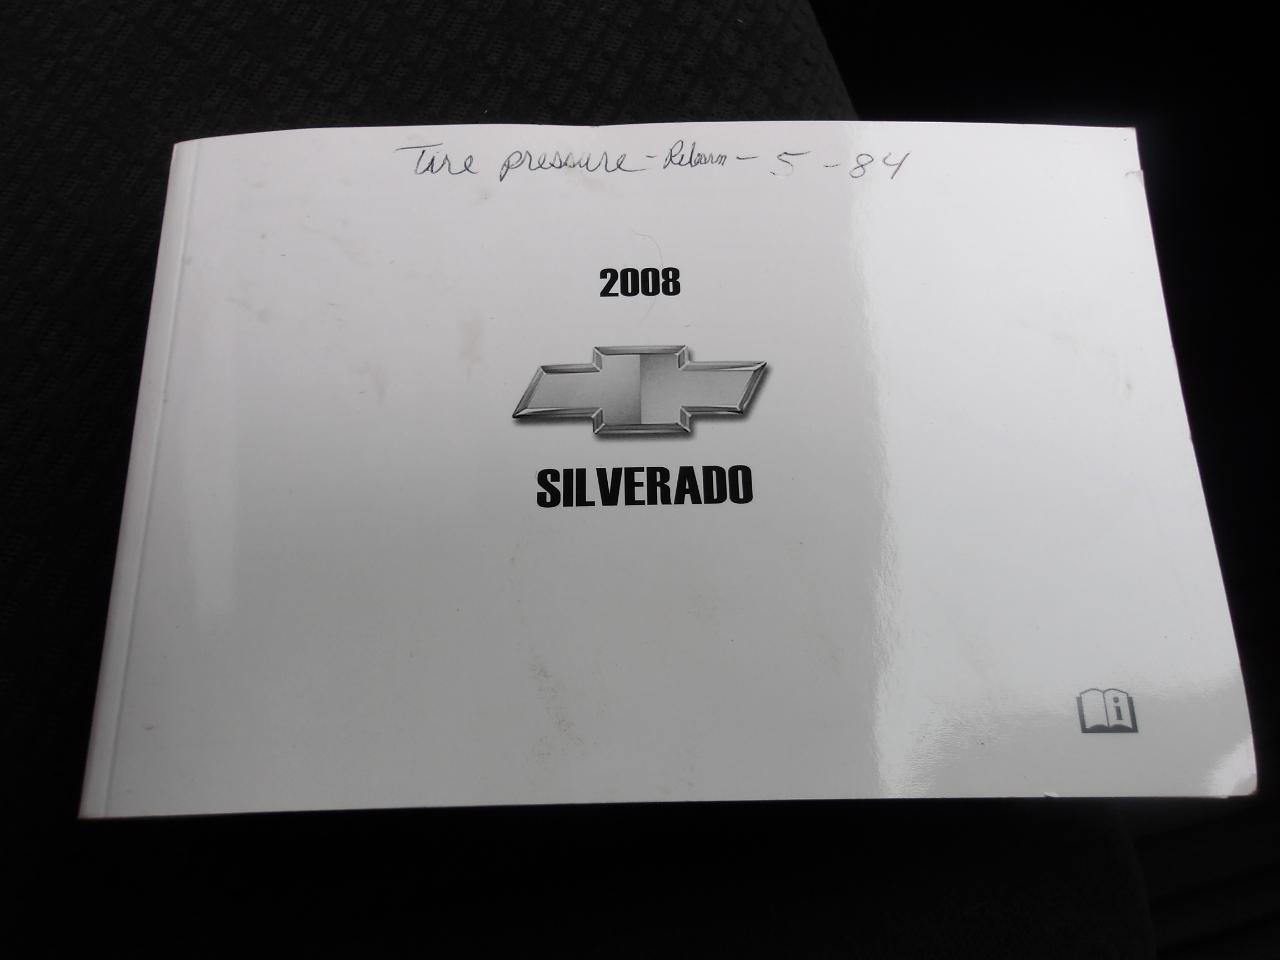 Tire pressure - Relearn - 5 - 84
2008
SILVERADO
i